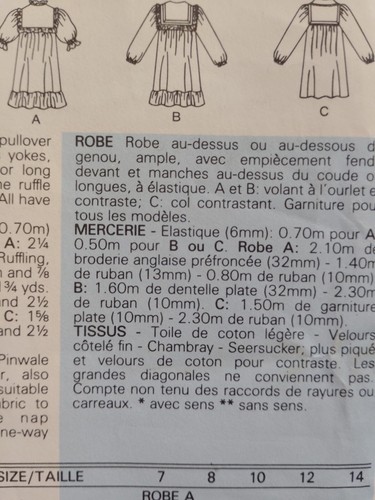 A
B
C
pullover
yokes,
or long
ne ruffle
All have
0.70m)
A: 2¼
Ruffling,
n and ⅞
1¾ yds.
and 2½
C: 1⅝
and 2½
Pinwale
er, also
suitable
abric to
e nap
one-way
ROBE Robe au-dessus ou au-dessous d
genou, ample, avec empiècement fend
devant et manches au-dessus du coude o
longues, à élastique. A et B: volant à l'ourlet e
contraste; C: col contrastant. Garniture pou
tous les modèles.
MERCERIE - Elastique (6mm): 0.70m pour A
0.50m pour B ou C. Robe A: 2.10m de
broderie anglaise préfroncée (32mm) - 1.40m
de ruban (13mm) - 0.80m de ruban (10mm)
B: 1.60m de dentelle plate (32mm) - 2.30m
de ruban (10mm). C: 1.50m de garniture
plate (10mm) - 2.30m de ruban (10mm).
TISSUS - Toile de coton légère - Velours
côtelé fin - Chambray - Seersucker; plus piqué
et velours de coton pour contraste. Les
grandes diagonales ne conviennent pas.
Compte non tenu des raccords de rayures ou
carreaux. * avec sens ** sans sens.
SIZE/TAILLE 7 8 10 12 14
ROBE A